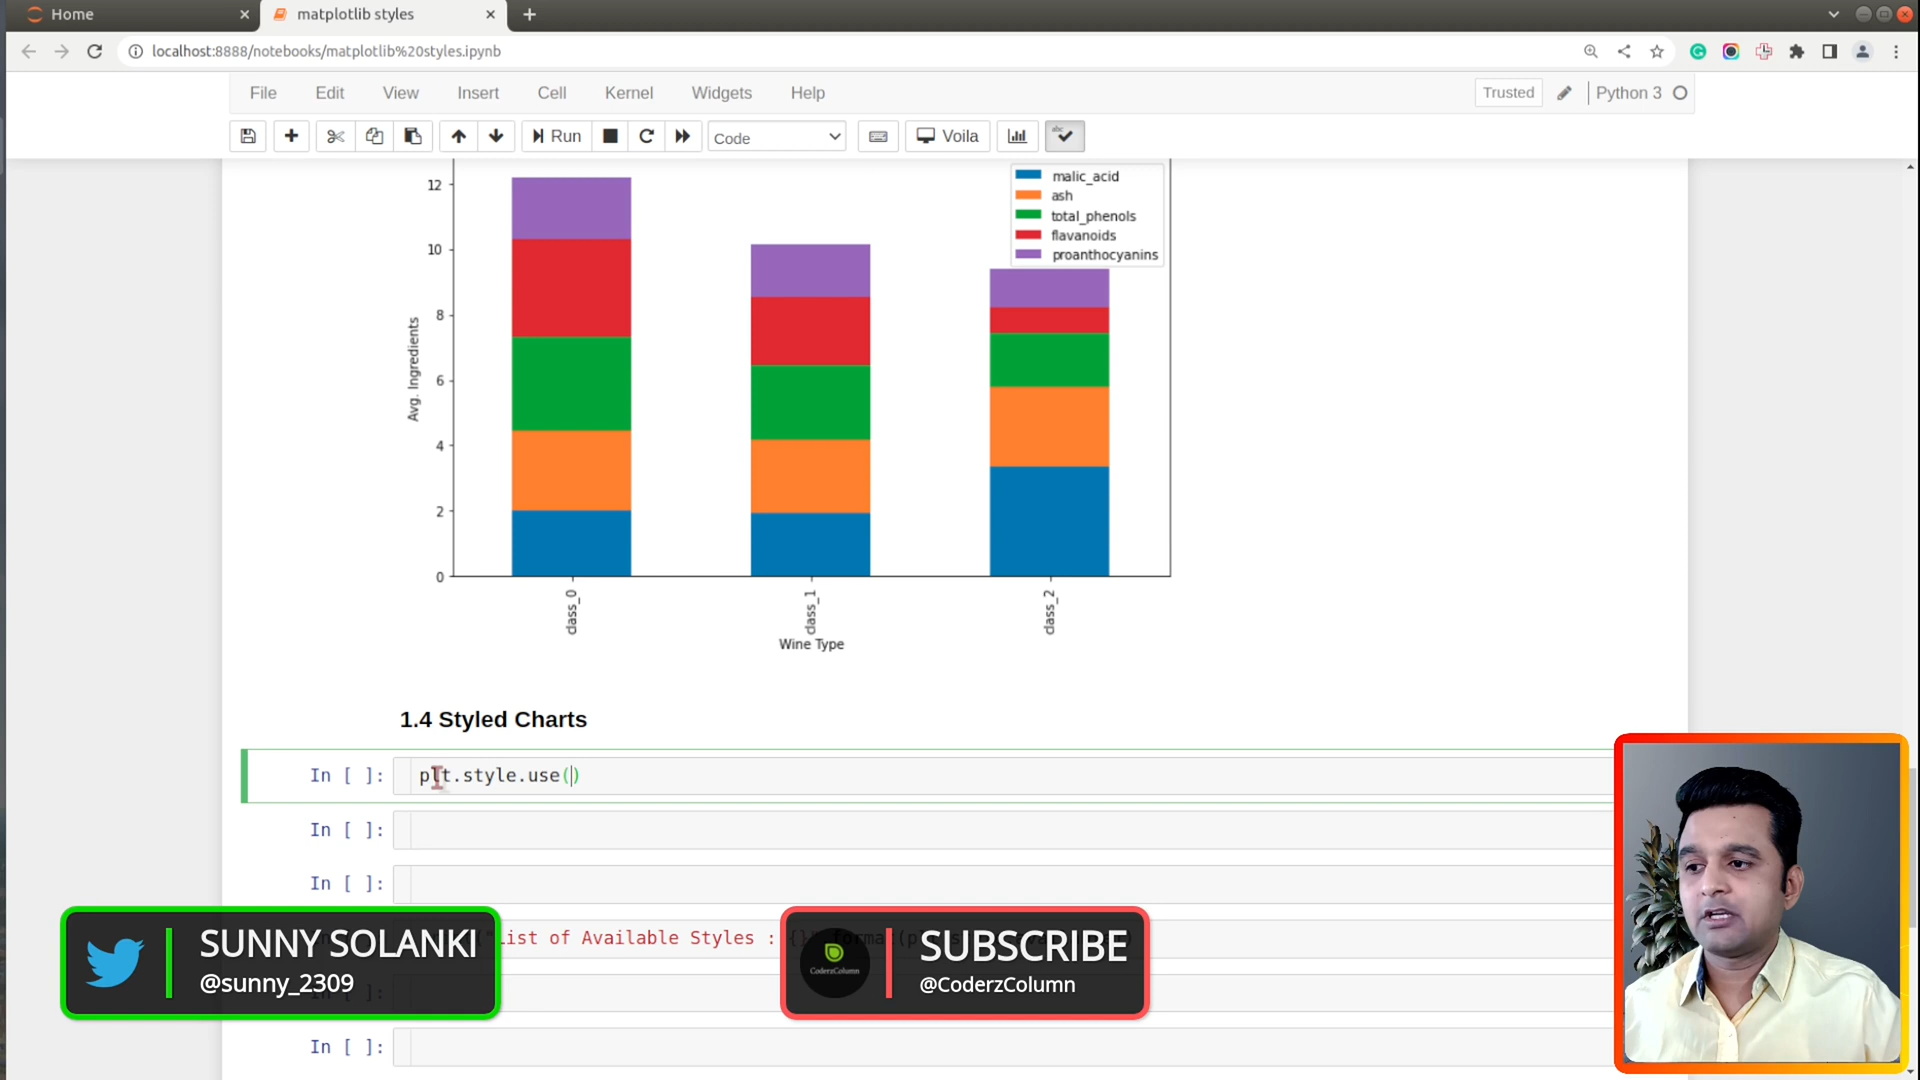 Home
matplotlib styles
localhost:8888/notebooks/matplotlib%20styles.ipynb
File Edit View Insert Cell Kernel Widgets Help
Trusted
Python 3
Run
Code
Voila
12
10
8
6
4
2
0
Avg. Ingredients
malic_acid
ash
total_phenols
flavanoids
proanthocyanins
class_0
class_1
class_2
Wine Type
1.4 Styled Charts
In [ ]: plt.style.use()
In [ ]:
In [ ]:
List of Available Styles :
SUNNY SOLANKI
@sunny_2309
CoderzColumn
SUBSCRIBE
@CoderzColumn
In [ ]: